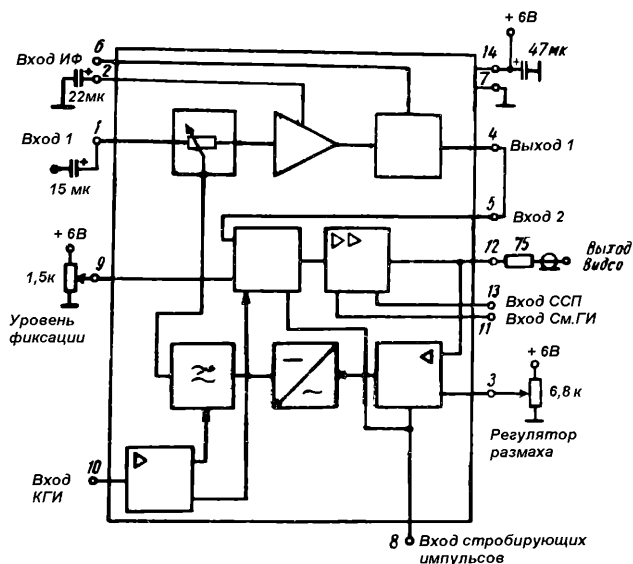 + 6В
6
14
47мк
+
Вход ИФ
+
2
7
22мк
Вход 1
1
4
Выход 1
+
15 мк
5
Вход 2
+ 6В
12
75
Выход
видео
9
1,5к
13
Вход ССП
Вход См.ГИ
11
Уровень
фиксации
+ 6В
3
6,8 к
Регулятор
размаха
10
Вход
КГИ
8
Вход стробирующих
импульсов